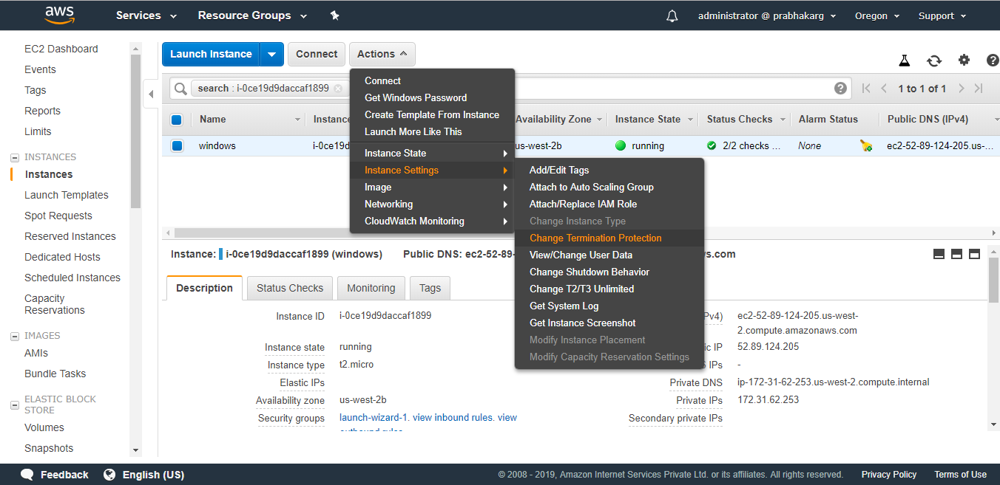 aws
Services
Resource Groups
administrator @ prabhakarg
Oregon
Support
EC2 Dashboard
Events
Tags
Reports
Limits
INSTANCES
Instances
Launch Templates
Spot Requests
Reserved Instances
Dedicated Hosts
Scheduled Instances
Capacity
Reservations
IMAGES
AMIs
Bundle Tasks
ELASTIC BLOCK
STORE
Volumes
Snapshots
Launch Instance
Connect
Actions
search : i-0ce19d9daccaf1899
1 to 1 of 1
Name
Instance
Availability Zone
Instance State
Status Checks
Alarm Status
Public DNS (IPv4)
windows
i-0ce19d
us-west-2b
running
2/2 checks ...
None
ec2-52-89-124-205.us-...
Connect
Get Windows Password
Create Template From Instance
Launch More Like This
Instance State
Instance Settings
Image
Networking
CloudWatch Monitoring
Add/Edit Tags
Attach to Auto Scaling Group
Attach/Replace IAM Role
Change Instance Type
Change Termination Protection
View/Change User Data
Change Shutdown Behavior
Change T2/T3 Unlimited
Get System Log
Get Instance Screenshot
Modify Instance Placement
Modify Capacity Reservation Settings
Instance: i-0ce19d9daccaf1899 (windows)
Public DNS: ec2-52-89-
ws.com
Description
Status Checks
Monitoring
Tags
Instance ID i-0ce19d9daccaf1899
Instance state running
Instance type t2.micro
Elastic IPs
Availability zone us-west-2b
Security groups launch-wizard-1. view inbound rules. view
outbound rules
Pv4) ec2-52-89-124-205.us-west-
2.compute.amazonaws.com
ic IP 52.89.124.205
IPs -
Private DNS ip-172-31-62-253.us-west-2.compute.internal
Private IPs 172.31.62.253
Secondary private IPs
Feedback
English (US)
© 2008 - 2019, Amazon Internet Services Private Ltd. or its affiliates. All rights reserved.
Privacy Policy
Terms of Use